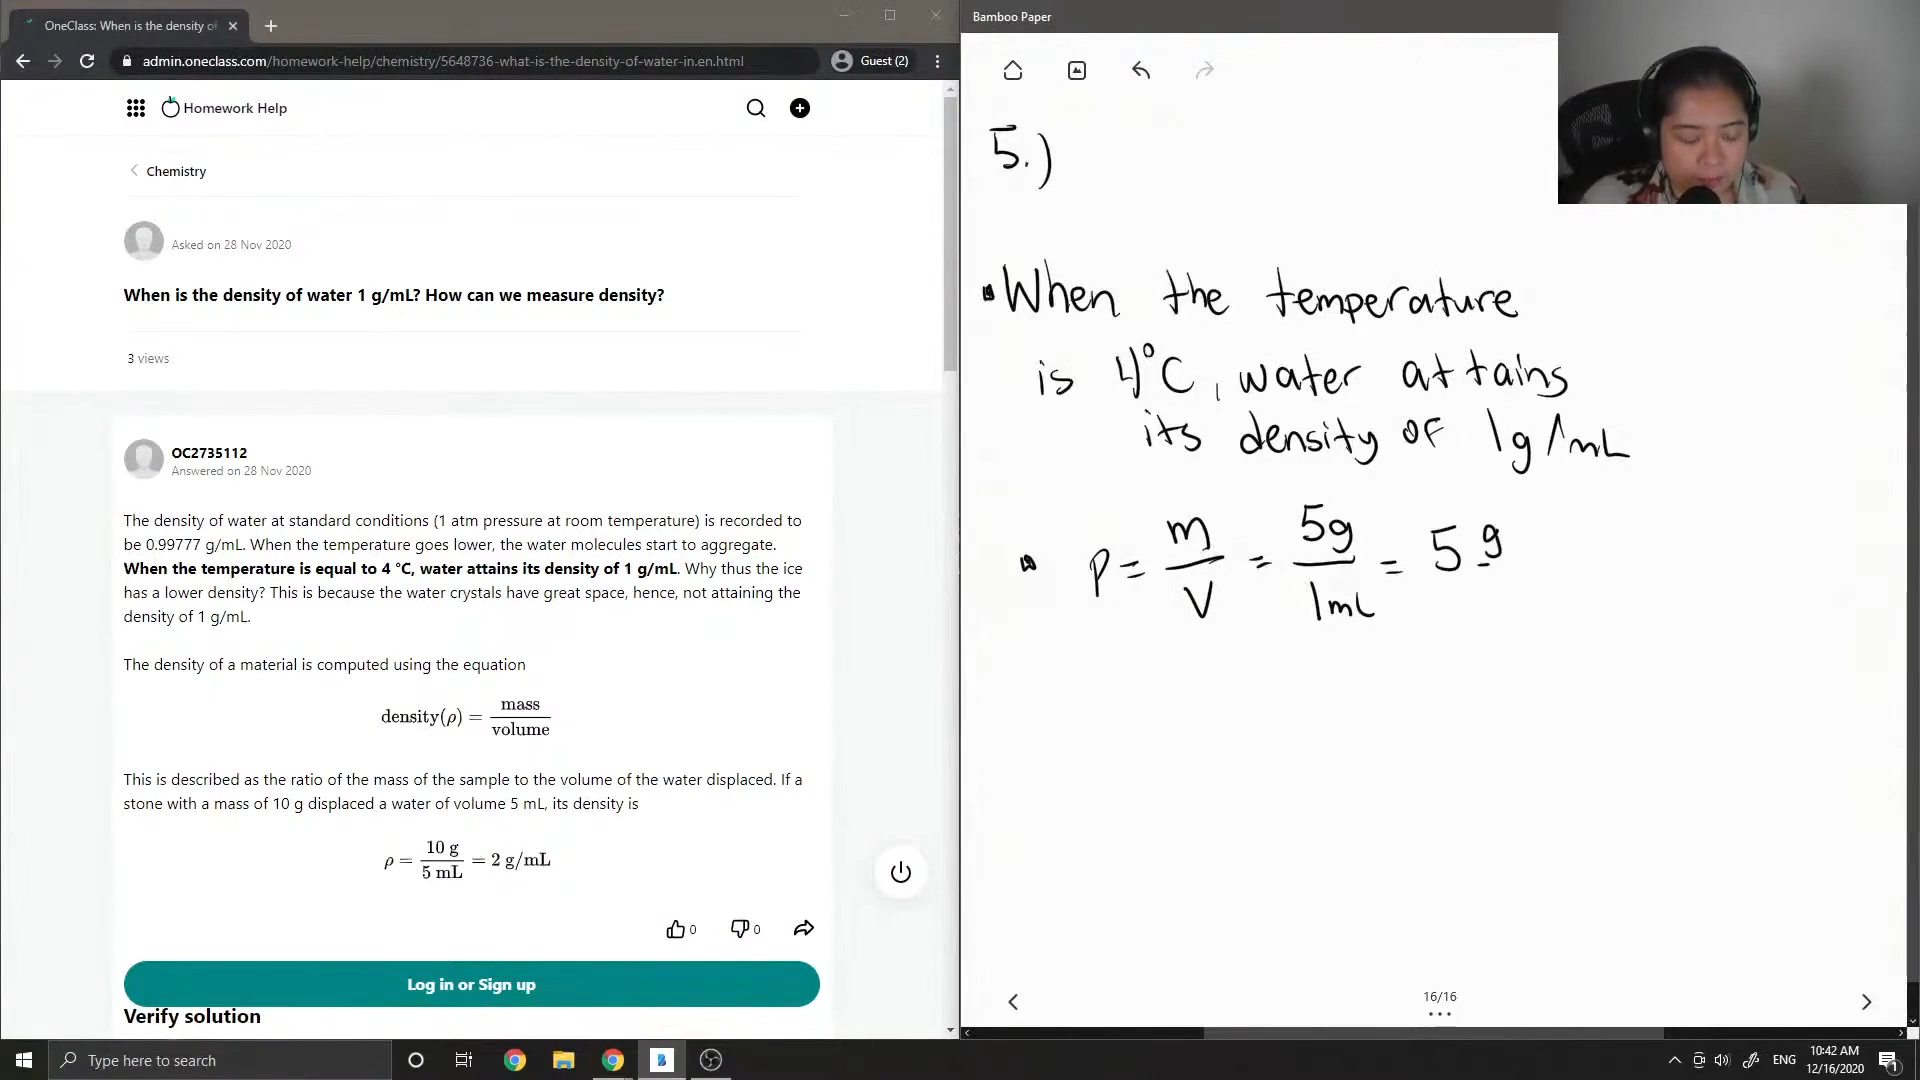 OneClass: When is the density of
Bamboo Paper
admin.oneclass.com/homework-help/chemistry/5648736-what-is-the-density-of-water-in.en.html
Guest (2)
Homework Help
Chemistry
Asked on 28 Nov 2020
When is the density of water 1 g/mL? How can we measure density?
3 views
OC2735112
Answered on 28 Nov 2020
The density of water at standard conditions (1 atm pressure at room temperature) is recorded to
be 0.99777 g/mL. When the temperature goes lower, the water molecules start to aggregate.
When the temperature is equal to 4 °C, water attains its density of 1 g/mL. Why thus the ice
has a lower density? This is because the water crystals have great space, hence, not attaining the
density of 1 g/mL.
The density of a material is computed using the equation
density(ρ) = mass / volume
This is described as the ratio of the mass of the sample to the volume of the water displaced. If a
stone with a mass of 10 g displaced a water of volume 5 mL, its density is
ρ = 10 g / 5 mL = 2 g/mL
0 0
Log in or Sign up
Verify solution
5.)
When the temperature
is 4°C, water attains
its density of 1g/mL
ρ = m / V = 5g / 1mL = 5 g
16/16
Type here to search
ENG
10:42 AM
12/16/2020
1